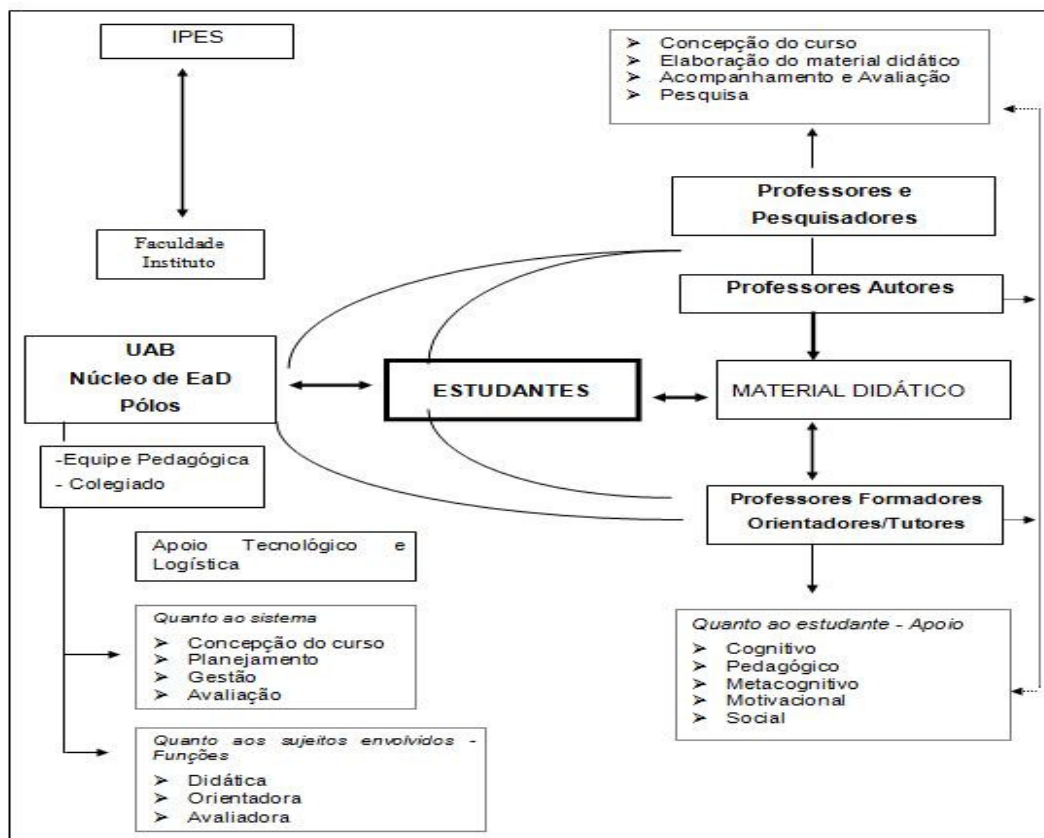 IPES
Faculdade
Instituto
UAB
Núcleo de EaD
Pólos
-Equipe Pedagógica
- Colegiado
Apoio Tecnológico e
Logística
Quanto ao sistema
➤ Concepção do curso
➤ Planejamento
➤ Gestão
➤ Avaliação
Quanto aos sujeitos envolvidos -
Funções
➤ Didática
➤ Orientadora
➤ Avaliadora
ESTUDANTES
➤ Concepção do curso
➤ Elaboração do material didático
➤ Acompanhamento e Avaliação
➤ Pesquisa
Professores e
Pesquisadores
Professores Autores
MATERIAL DIDÁTICO
Professores Formadores
Orientadores/Tutores
Quanto ao estudante - Apoio
➤ Cognitivo
➤ Pedagógico
➤ Metacognitivo
➤ Motivacional
➤ Social